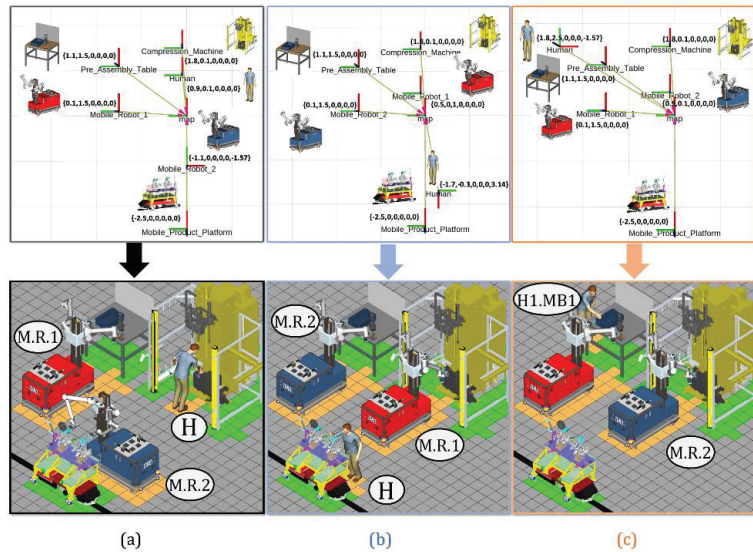 {1.1,1.5,0,0,0,0}
Compression_Machine
{1.8,0.1,0,0,0,0}
Pre_Assembly_Table
Human
{0.9,0.1,0,0,0,0}
{0.1,1.5,0,0,0,0}
Mobile_Robot_1
map
{-1.1,0,0,0,0,-1.57}
Mobile_Robot_2
{-2.5,0,0,0,0,0}
Mobile_Product_Platform
{1.1,1.5,0,0,0,0}
{1.8,0.1,0,0,0,0}
Compression_Machine
Pre_Assembly_Table
Mobile_Robot_1
{0.1,1.5,0,0,0,0}
{0.5,0.1,0,0,0,0}
Mobile_Robot_2
map
{-1.7,-0.3,0,0,0,3.14}
Human
{-2.5,0,0,0,0,0}
Mobile_Product_Platform
{1.8,2.5,0,0,0,-1.57}
Human
{1.8,0.1,0,0,0,0}
Compression_Machine
Pre_Assembly_Table
{1.1,1.5,0,0,0,0}
Mobile_Robot_2
{0.5,0.1,0,0,0,0}
Mobile_Robot_1
map
{0.1,1.5,0,0,0,0}
{-2.5,0,0,0,0,0}
Mobile_Product_Platform
M.R.1
H
M.R.2
M.R.2
M.R.1
H
H1.MB1
M.R.2
(a)
(b)
(c)